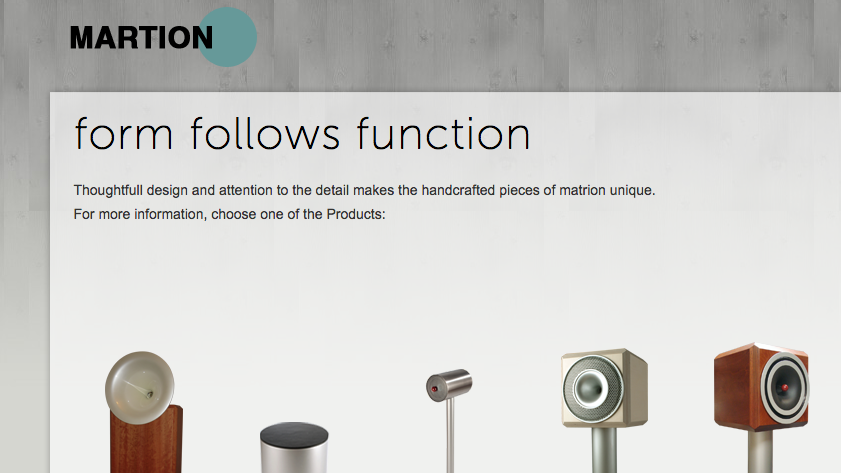 MARTION
form follows function
Thoughtfull design and attention to the detail makes the handcrafted pieces of matrion unique.
For more information, choose one of the Products: